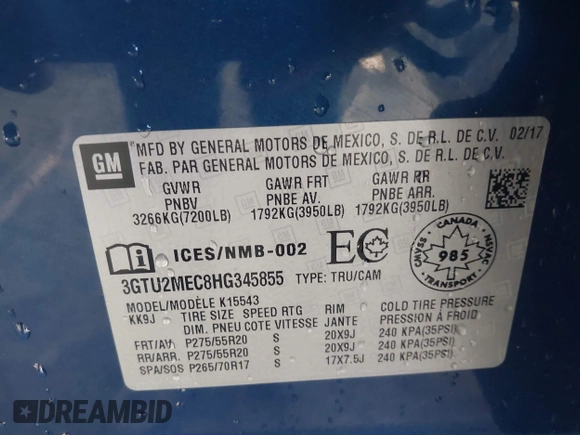 GM
MFD BY GENERAL MOTORS DE MEXICO, S. DE R.L. DE C.V. 02/17
FAB. PAR GENERAL MOTORS DE MEXICO, S. DE R.L. DE C.V.
GVWR GAWR FRT GAWR RR
PNBV PNBE AV. PNBE ARR.
3266KG(7200LB) 1792KG(3950LB) 1792KG(3950LB)
ICES/NMB-002 EC
CANADA
CMVSS 985 NSVAC
TRANSPORT
3GTU2MEC8HG345855 TYPE: TRU/CAM
MODEL/MODÈLE K15543
KK9J TIRE SIZE SPEED RTG RIM COLD TIRE PRESSURE
DIM. PNEU COTE VITESSE JANTE PRESSION À FROID
FRT/AV P275/55R20 S 20X9J 240 KPA(35PSI)
RR/ARR. P275/55R20 S 20X9J 240 KPA(35PSI)
SPA/SOS P265/70R17 S 17X7.5J 240 KPA(35PSI)
DREAMBID